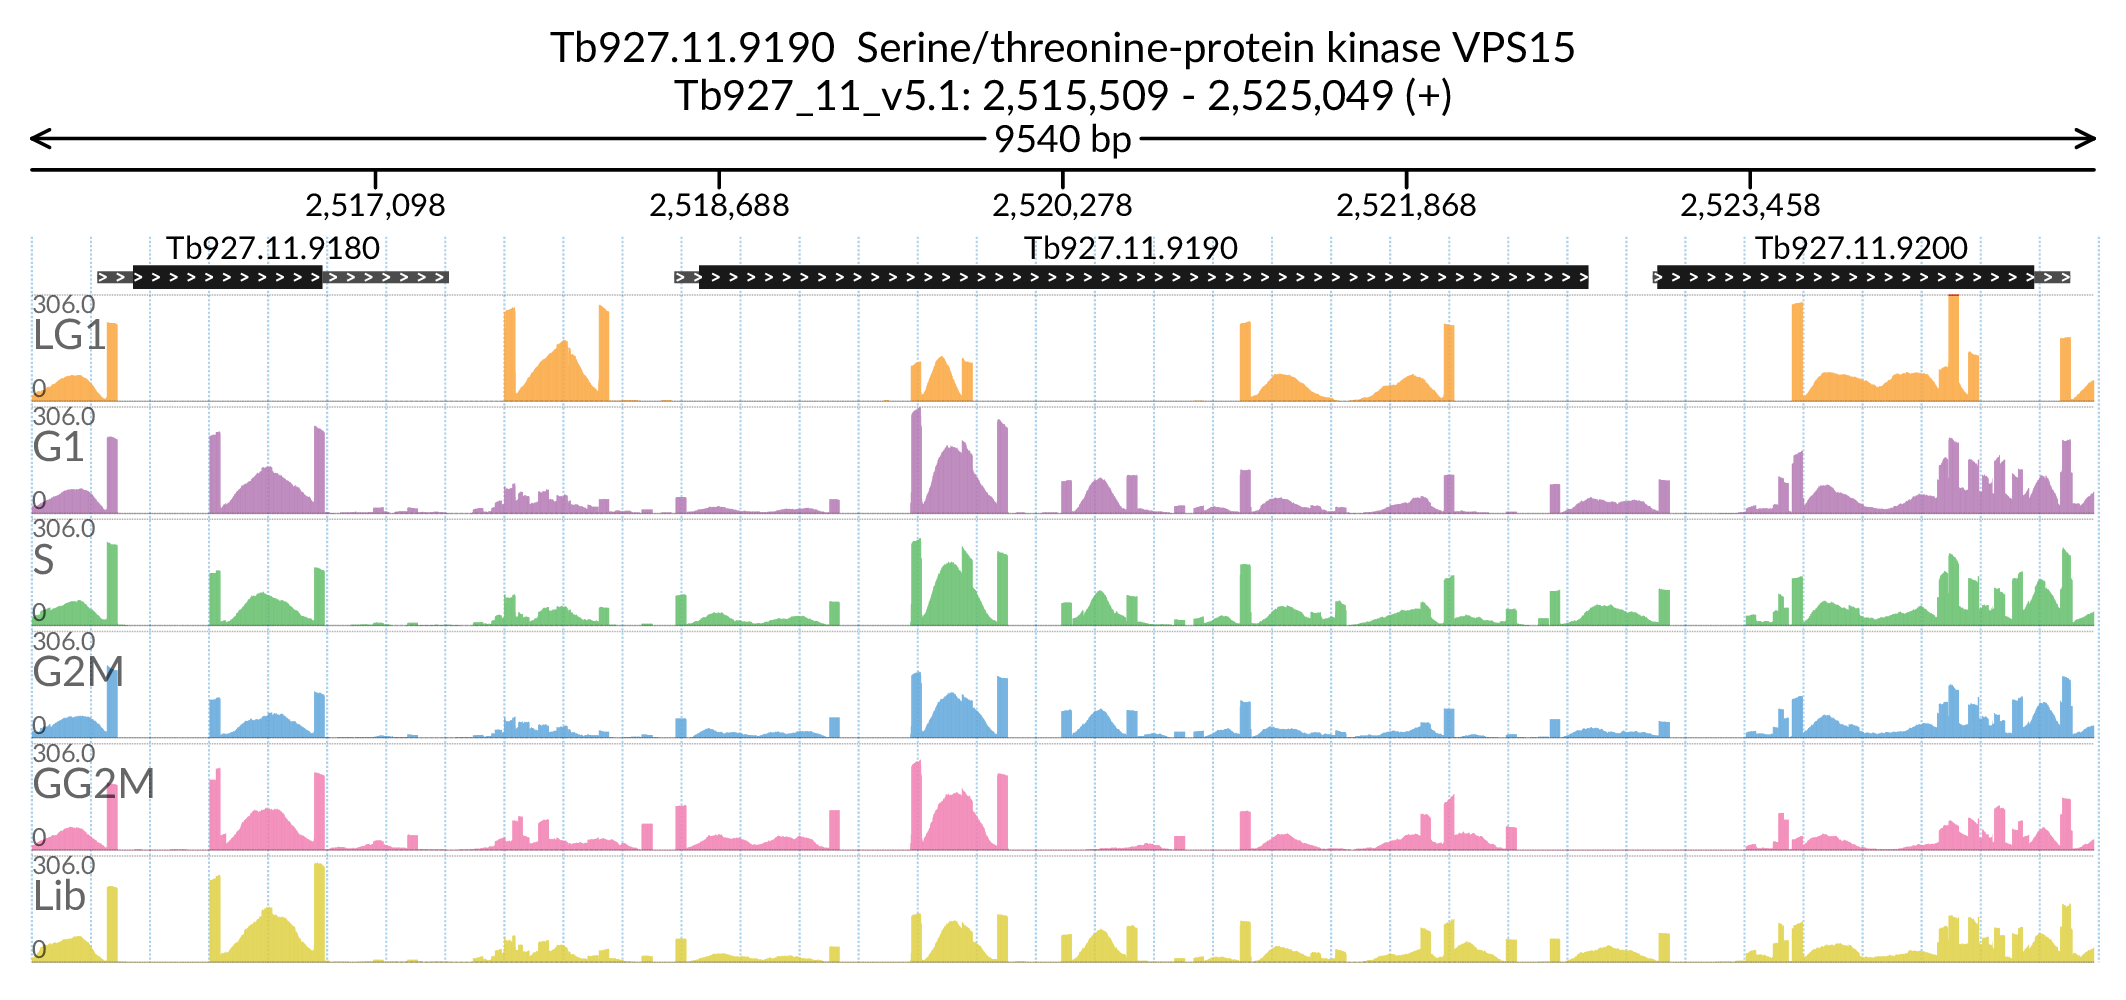 Tb927.11.9190  Serine/threonine-protein kinase VPS15
Tb927_11_v5.1: 2,515,509 - 2,525,049 (+)
9540 bp
2,517,098 2,518,688 2,520,278 2,521,868 2,523,458
Tb927.11.9180 Tb927.11.9190 Tb927.11.9200
306.0
LG1
0
306.0
G1
0
306.0
S
0
306.0
G2M
0
306.0
GG2M
0
306.0
Lib
0